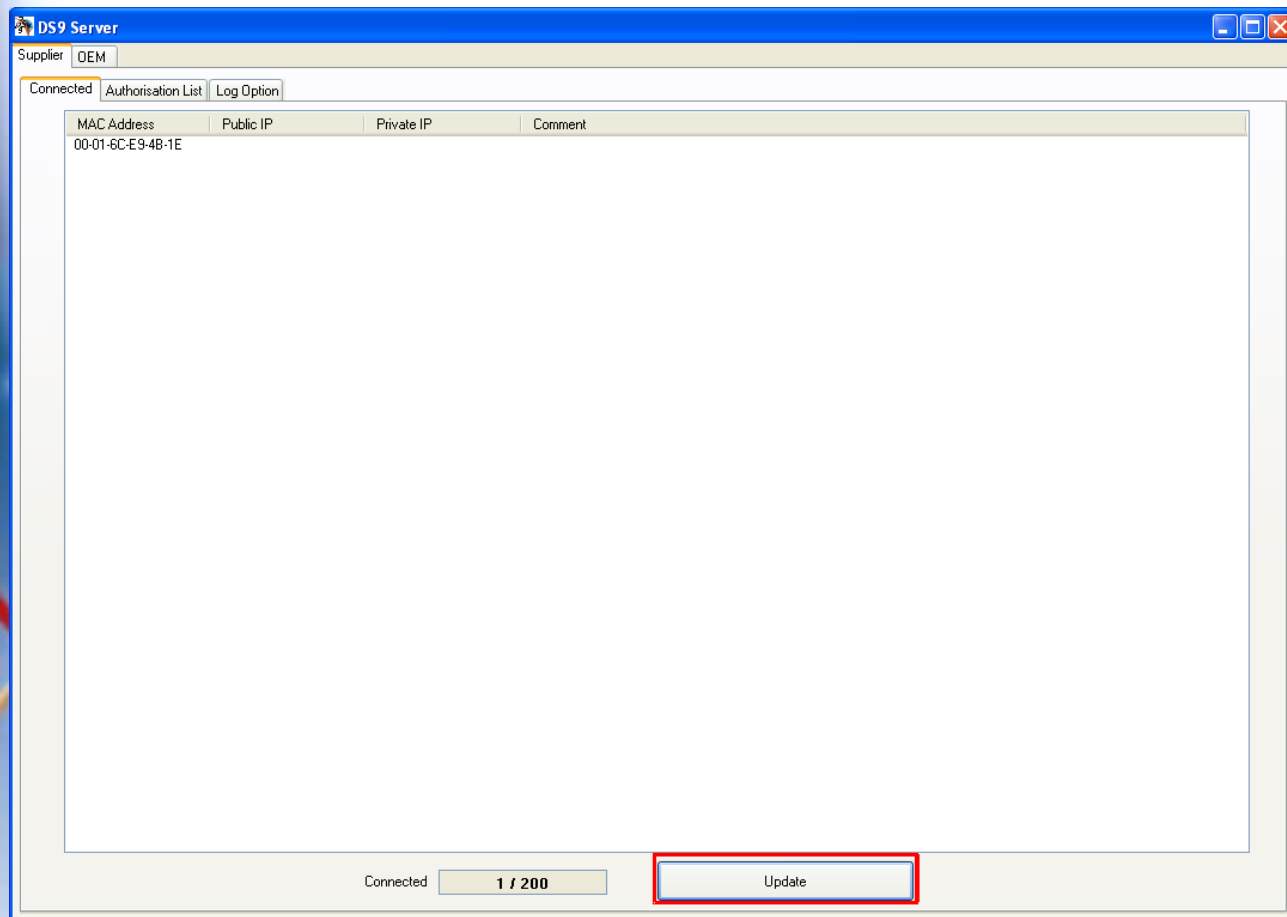 DS9 Server
Supplier OEM
Connected Authorisation List Log Option
MAC Address Public IP Private IP Comment
00-01-6C-E9-4B-1E
Connected 1 / 200 Update